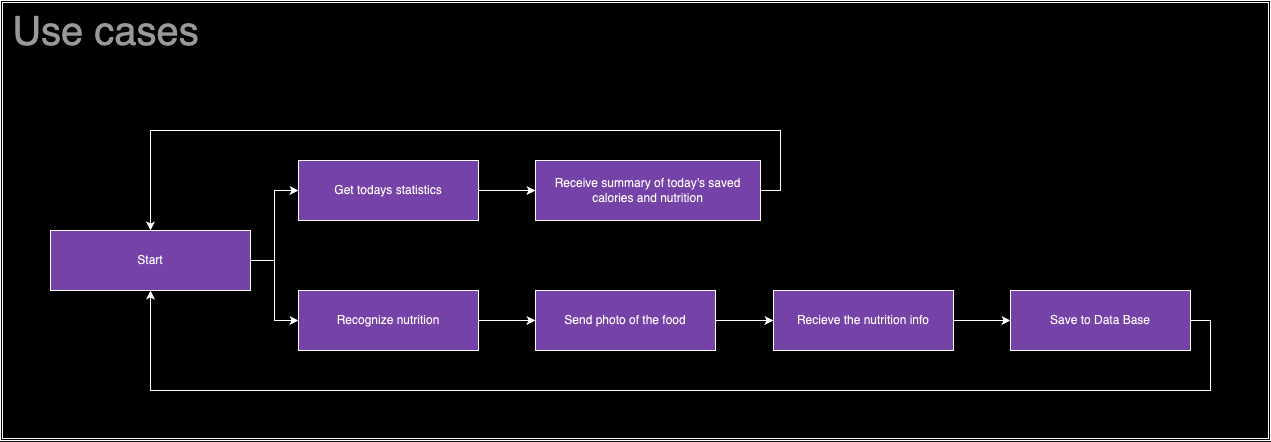 Use cases
Get todays statistics
Receive summary of today's saved
calories and nutrition
Start
Recognize nutrition
Send photo of the food
Recieve the nutrition info
Save to Data Base